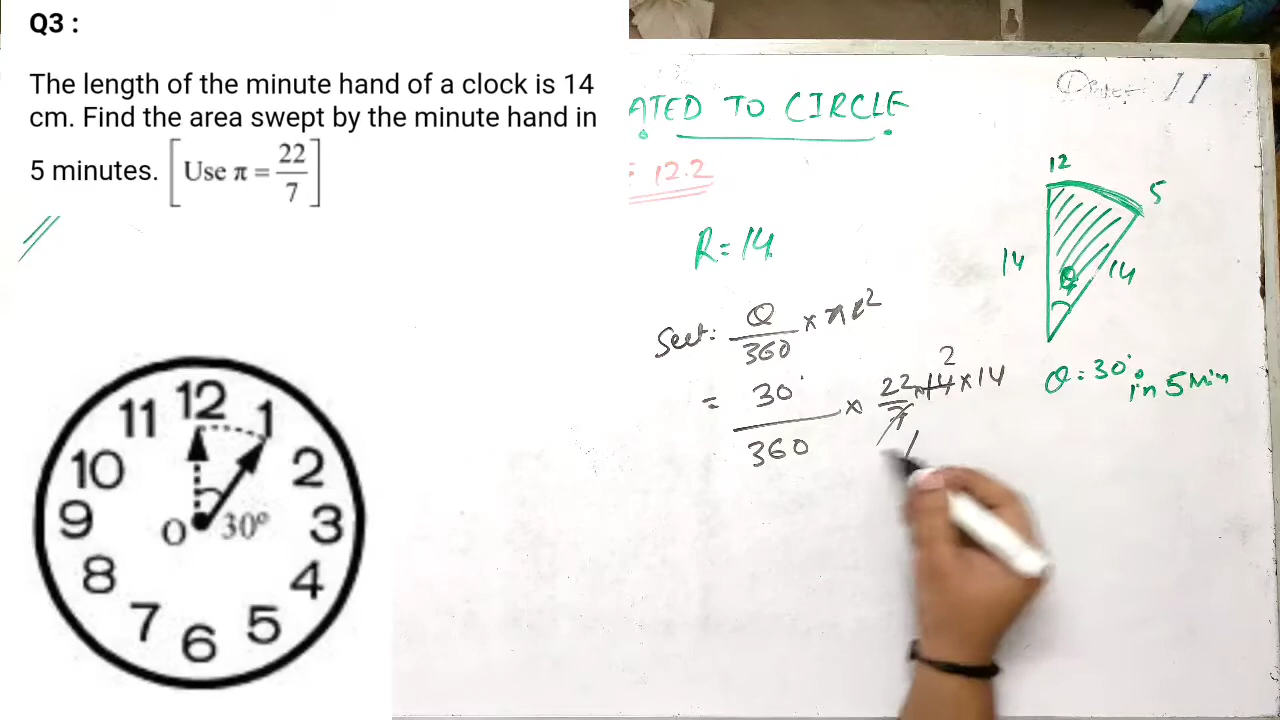 Q3 :
The length of the minute hand of a clock is 14
cm. Find the area swept by the minute hand in
5 minutes. [Use π = 22/7]
ATED TO CIRCLE
12.2
R = 14
Sect: θ/360 × πr²
= 30°/360 × 22/7 × 14 × 14
2
1
12
5
14
θ
14
θ = 30°
in 5 Min
11
12
1
10
2
9
O
30°
3
8
4
7
6
5
11